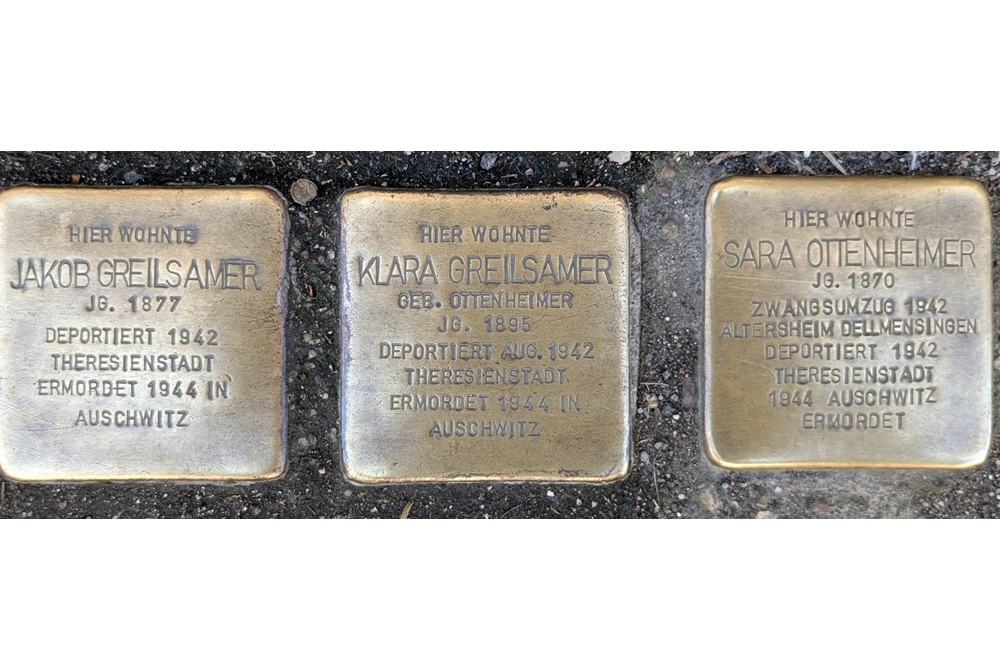 HIER WOHNTE
JAKOB GREILSAMER
JG. 1877
DEPORTIERT 1942
THERESIENSTADT
ERMORDET 1944 IN
AUSCHWITZ
HIER WOHNTE
KLARA GREILSAMER
GEB. OTTENHEIMER
JG. 1895
DEPORTIERT AUG. 1942
THERESIENSTADT
ERMORDET 1944 IN
AUSCHWITZ
HIER WOHNTE
SARA OTTENHEIMER
JG. 1870
ZWANGSUMZUG 1942
ALTERSHEIM DELLMENSINGEN
DEPORTIERT 1942
THERESIENSTADT
1944 AUSCHWITZ
ERMORDET